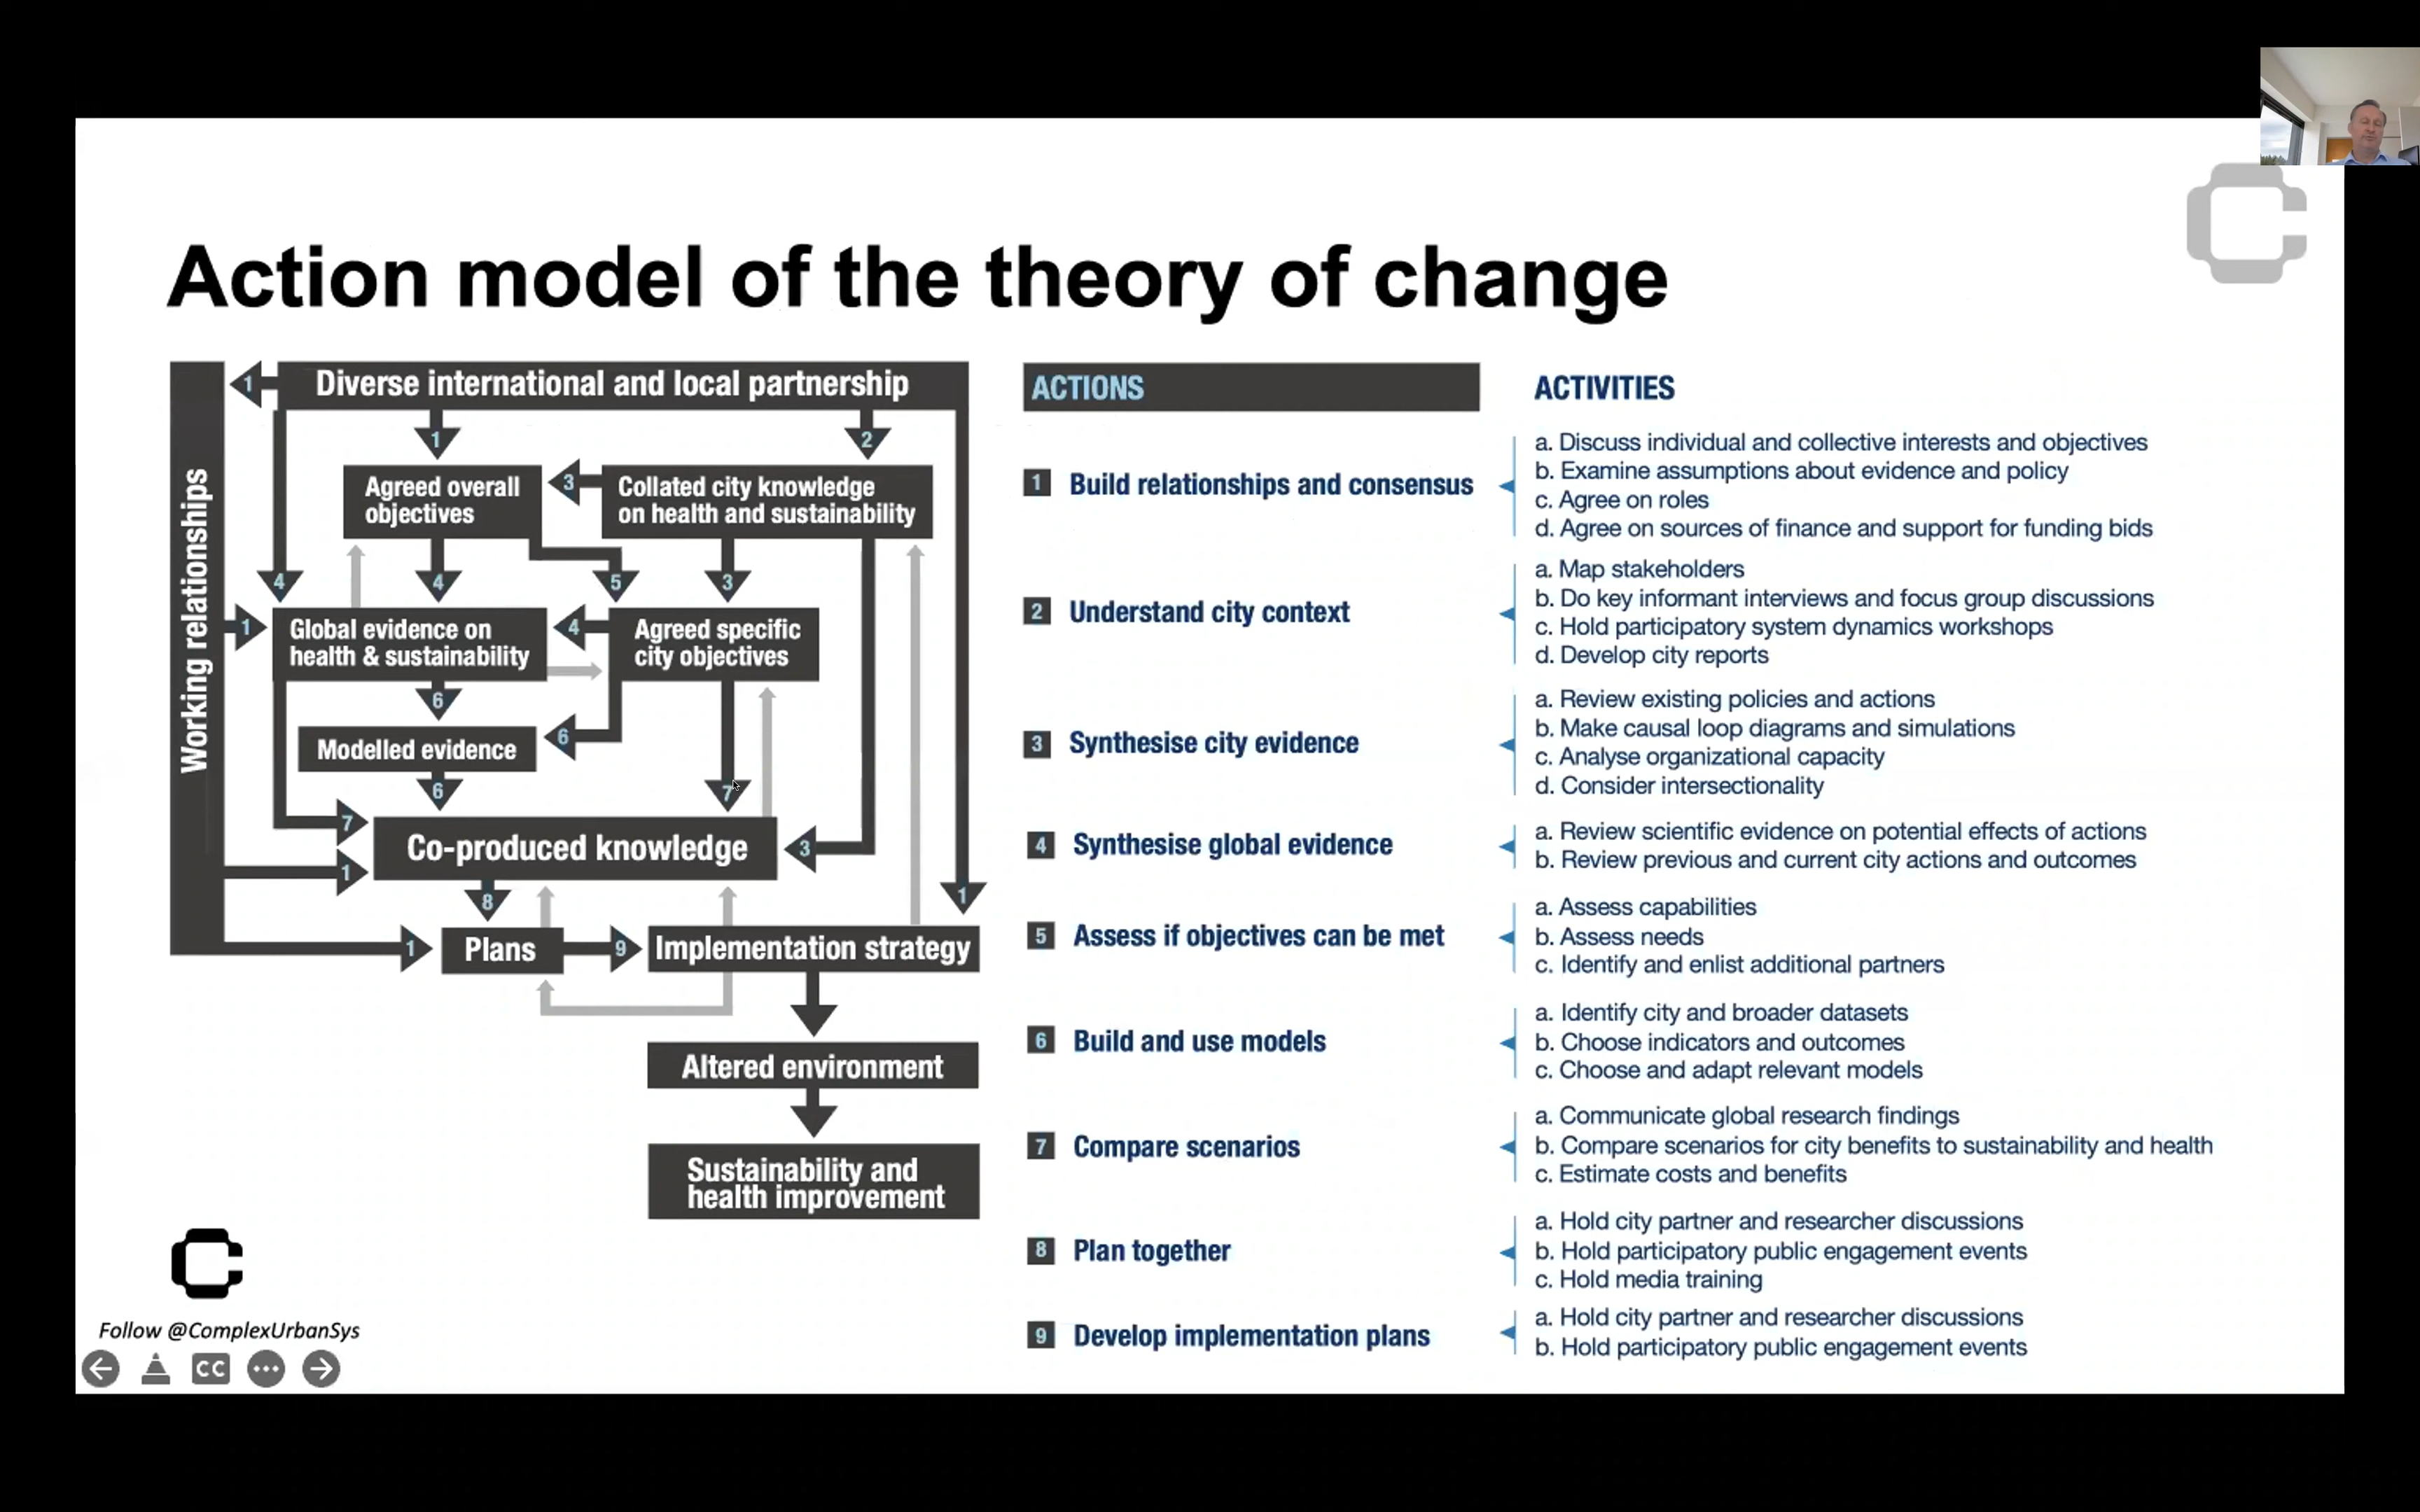 Action model of the theory of change
Working relationships
1
Diverse international and local partnership
1
2
Agreed overall
objectives
3
Collated city knowledge
on health and sustainability
4
4
5
3
1
Global evidence on
health & sustainability
4
Agreed specific
city objectives
6
Modelled evidence
6
6
7
7
Co-produced knowledge
3
1
8
1
1
Plans
9
Implementation strategy
Altered environment
Sustainability and
health improvement
ACTIONS
ACTIVITIES
1 Build relationships and consensus
a. Discuss individual and collective interests and objectives
b. Examine assumptions about evidence and policy
c. Agree on roles
d. Agree on sources of finance and support for funding bids
2 Understand city context
a. Map stakeholders
b. Do key informant interviews and focus group discussions
c. Hold participatory system dynamics workshops
d. Develop city reports
3 Synthesise city evidence
a. Review existing policies and actions
b. Make causal loop diagrams and simulations
c. Analyse organizational capacity
d. Consider intersectionality
4 Synthesise global evidence
a. Review scientific evidence on potential effects of actions
b. Review previous and current city actions and outcomes
5 Assess if objectives can be met
a. Assess capabilities
b. Assess needs
c. Identify and enlist additional partners
6 Build and use models
a. Identify city and broader datasets
b. Choose indicators and outcomes
c. Choose and adapt relevant models
7 Compare scenarios
a. Communicate global research findings
b. Compare scenarios for city benefits to sustainability and health
c. Estimate costs and benefits
8 Plan together
a. Hold city partner and researcher discussions
b. Hold participatory public engagement events
c. Hold media training
9 Develop implementation plans
a. Hold city partner and researcher discussions
b. Hold participatory public engagement events
Follow @ComplexUrbanSys
CC